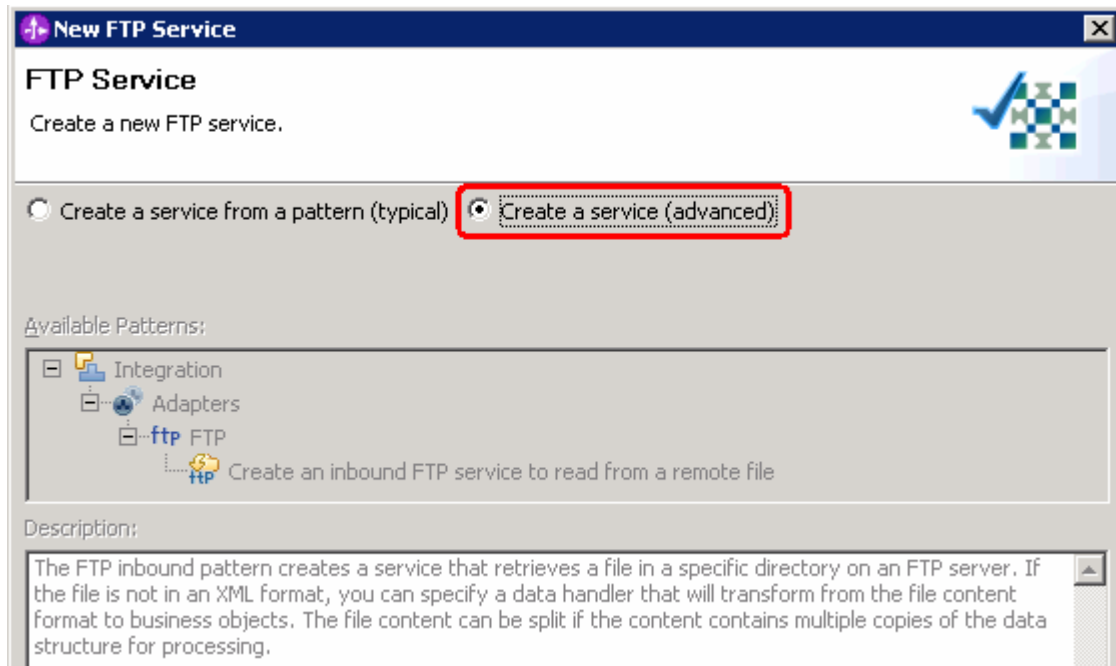 New FTP Service
FTP Service
Create a new FTP service.
Create a service from a pattern (typical) Create a service (advanced)
Available Patterns:
Integration
Adapters
ftp FTP
ftp Create an inbound FTP service to read from a remote file
Description:
The FTP inbound pattern creates a service that retrieves a file in a specific directory on an FTP server. If
the file is not in an XML format, you can specify a data handler that will transform from the file content
format to business objects. The file content can be split if the content contains multiple copies of the data
structure for processing.